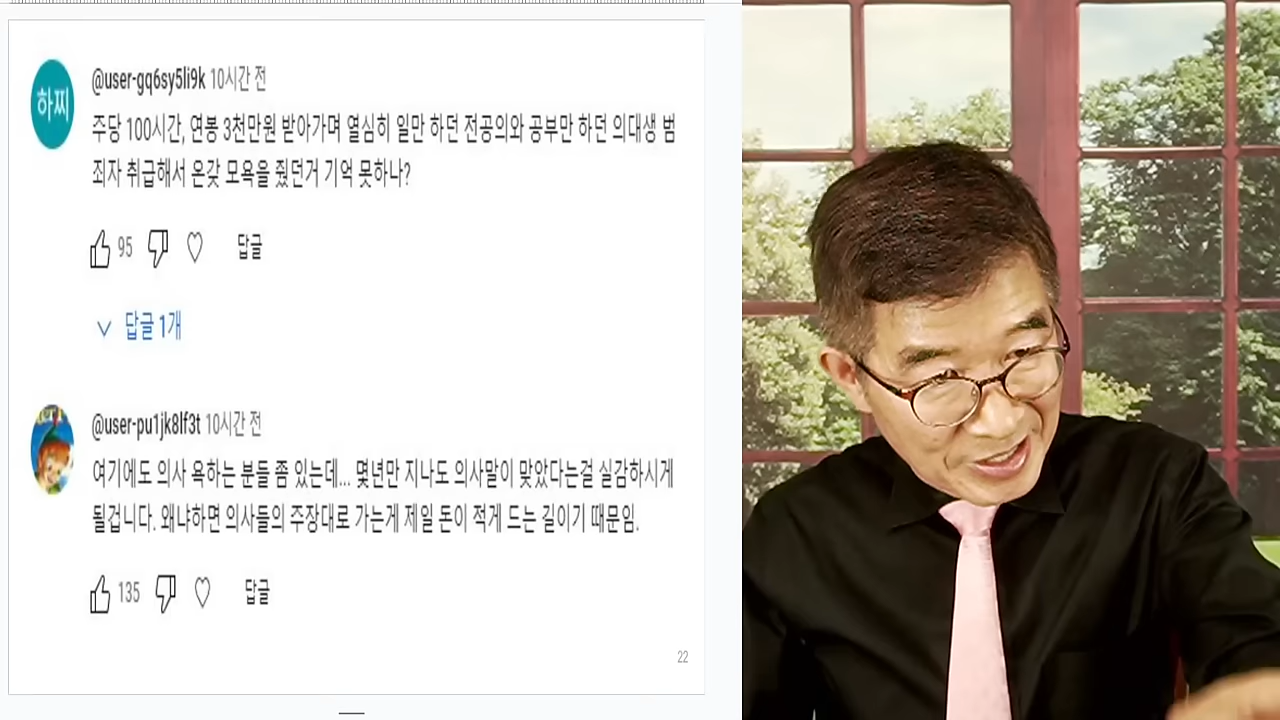 하찌
@user-gq6sy5li9k 10시간 전
주당 100시간, 연봉 3천만원 받아가며 열심히 일만 하던 전공의와 공부만 하던 의대생 범
죄자 취급해서 온갖 모욕을 줬던거 기억 못하나?
95 답글
답글 1개
@user-pu1jk8lf3t 10시간 전
여기에도 의사 욕하는 분들 좀 있는데... 몇년만 지나도 의사말이 맞았다는걸 실감하시게
될겁니다. 왜냐하면 의사들의 주장대로 가는게 제일 돈이 적게 드는 길이기 때문임.
135 답글
22